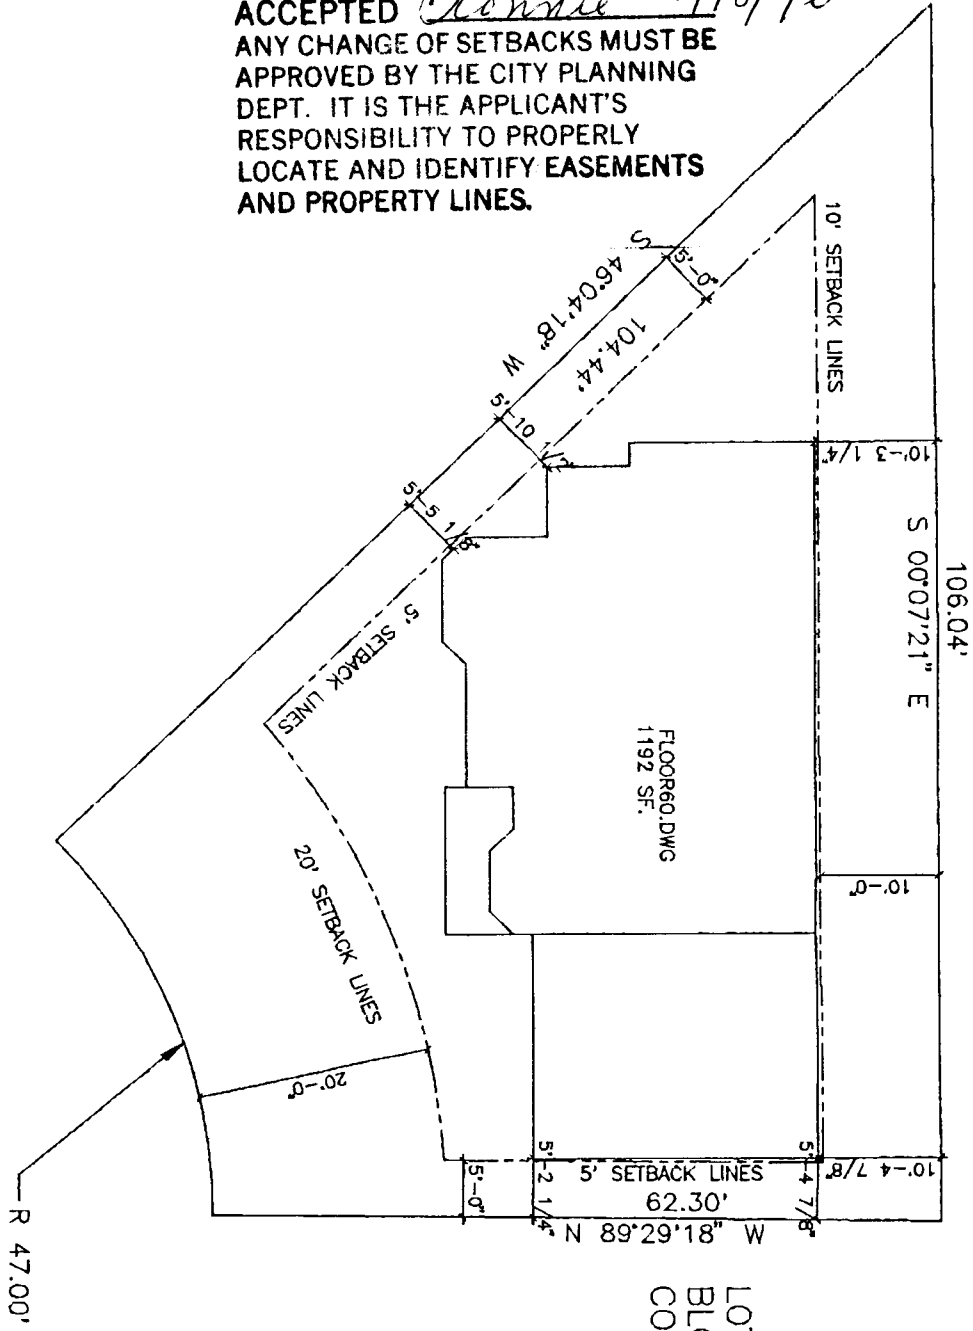 ACCEPTED Connie
ANY CHANGE OF SETBACKS MUST BE
APPROVED BY THE CITY PLANNING
DEPT. IT IS THE APPLICANT'S
RESPONSIBILITY TO PROPERLY
LOCATE AND IDENTIFY EASEMENTS
AND PROPERTY LINES.
10' SETBACK LINES
5'-0"
S 46°04'18" W
104.44'
5'-10 1/2"
5'-5 1/8"
10'-3 1/4"
106.04'
S 00°07'21" E
5' SETBACK LINES
FLOOR60.DWG
1192 SF.
10'-0"
20' SETBACK LINES
20'-0"
5'-0"
5'-2 1/4"
5' SETBACK LINES
62.30'
N 89°29'18" W
5'-4 7/8"
10'-4 7/8"
R 47.00'
LOT
BLO
CO